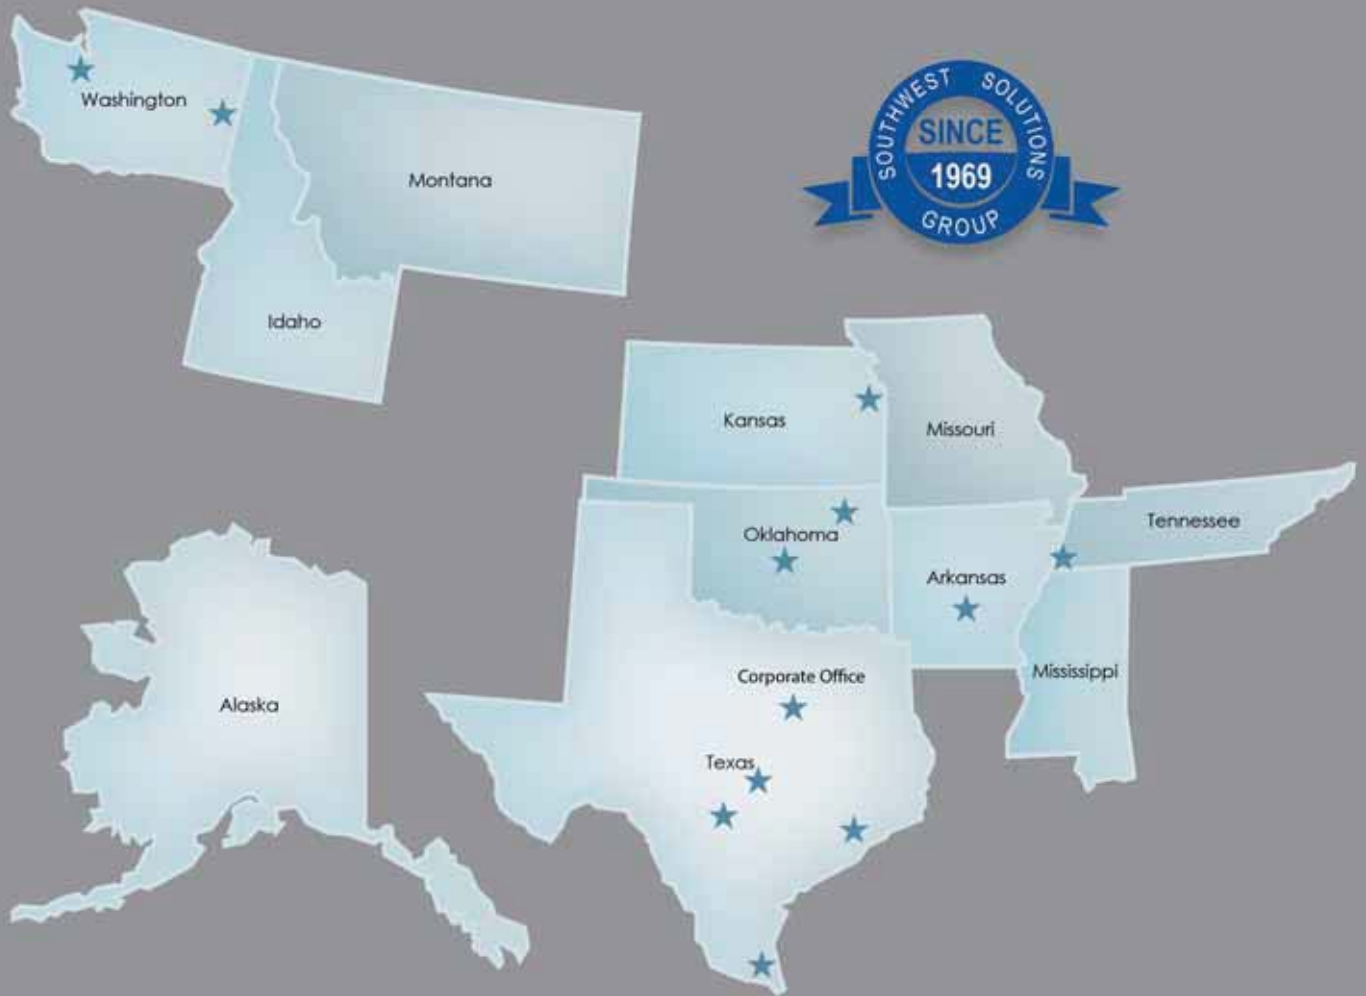 Washington
Montana
Idaho
SOUTHWEST SOLUTIONS
SINCE
1969
GROUP
Kansas
Missouri
Oklahoma
Tennessee
Arkansas
Mississippi
Corporate Office
Texas
Alaska